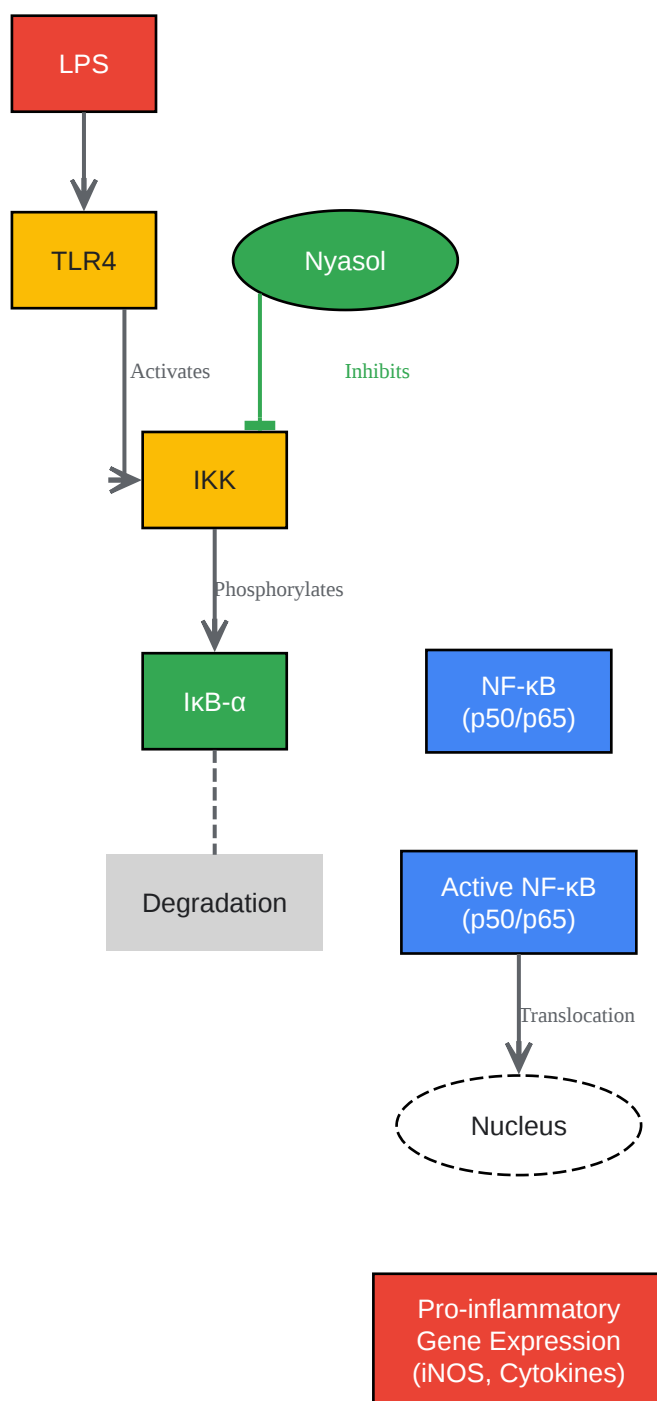 LPS
TLR4
Nyasol
Activates
Inhibits
IKK
Phosphorylates
IκB-α
NF-κB
(p50/p65)
Degradation
Active NF-κB
(p50/p65)
Translocation
Nucleus
Pro-inflammatory
Gene Expression
(iNOS, Cytokines)